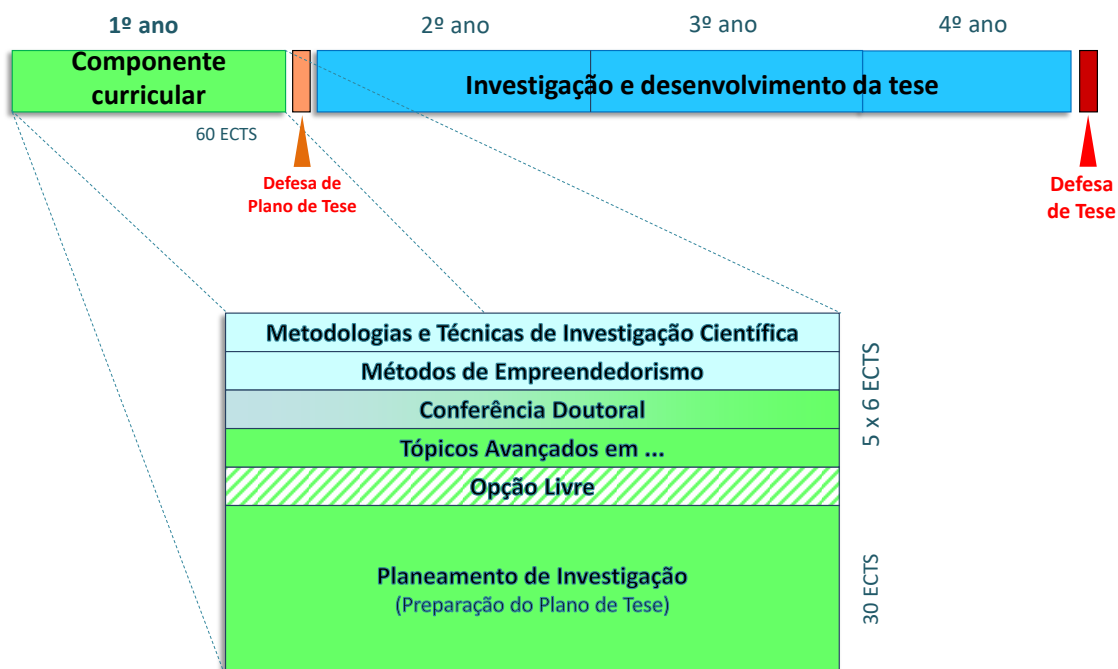 1º ano
2º ano
3º ano
4º ano
Componente
curricular
Investigação e desenvolvimento da tese
60 ECTS
Defesa de
Plano de Tese
Defesa
de Tese
Metodologias e Técnicas de Investigação Científica
Métodos de Empreendedorismo
Conferência Doutoral
Tópicos Avançados em ...
Opção Livre
5 x 6 ECTS
Planeamento de Investigação
(Preparação do Plano de Tese)
30 ECTS